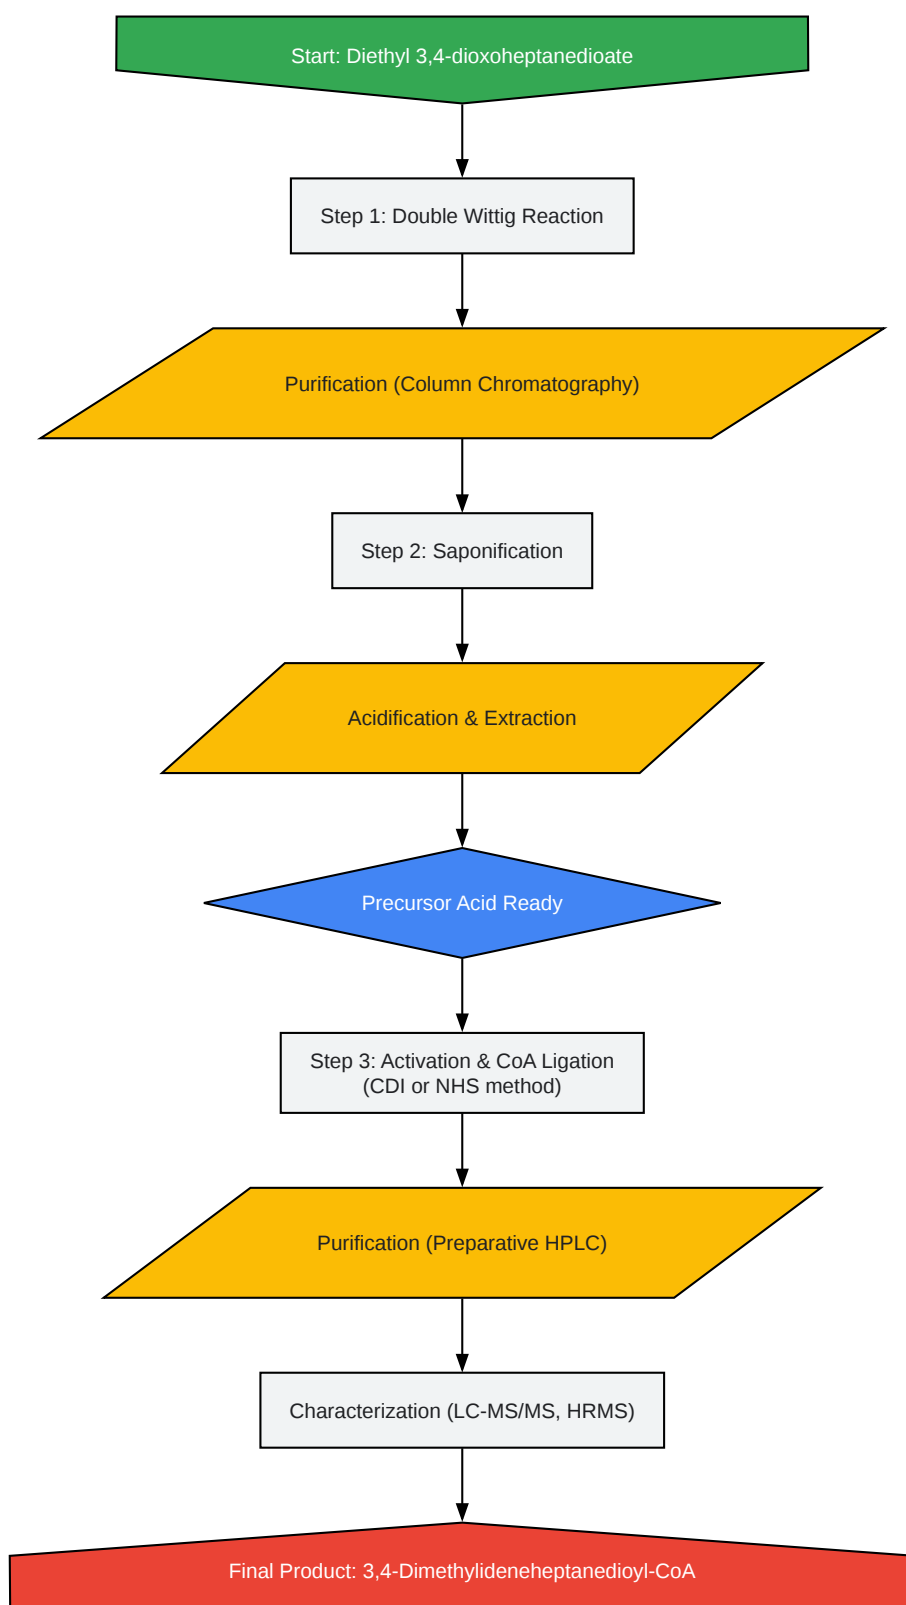 Start: Diethyl 3,4-dioxoheptanedioate
Step 1: Double Wittig Reaction
Purification (Column Chromatography)
Step 2: Saponification
Acidification & Extraction
Precursor Acid Ready
Step 3: Activation & CoA Ligation
(CDI or NHS method)
Purification (Preparative HPLC)
Characterization (LC-MS/MS, HRMS)
Final Product: 3,4-Dimethylideneheptanedioyl-CoA